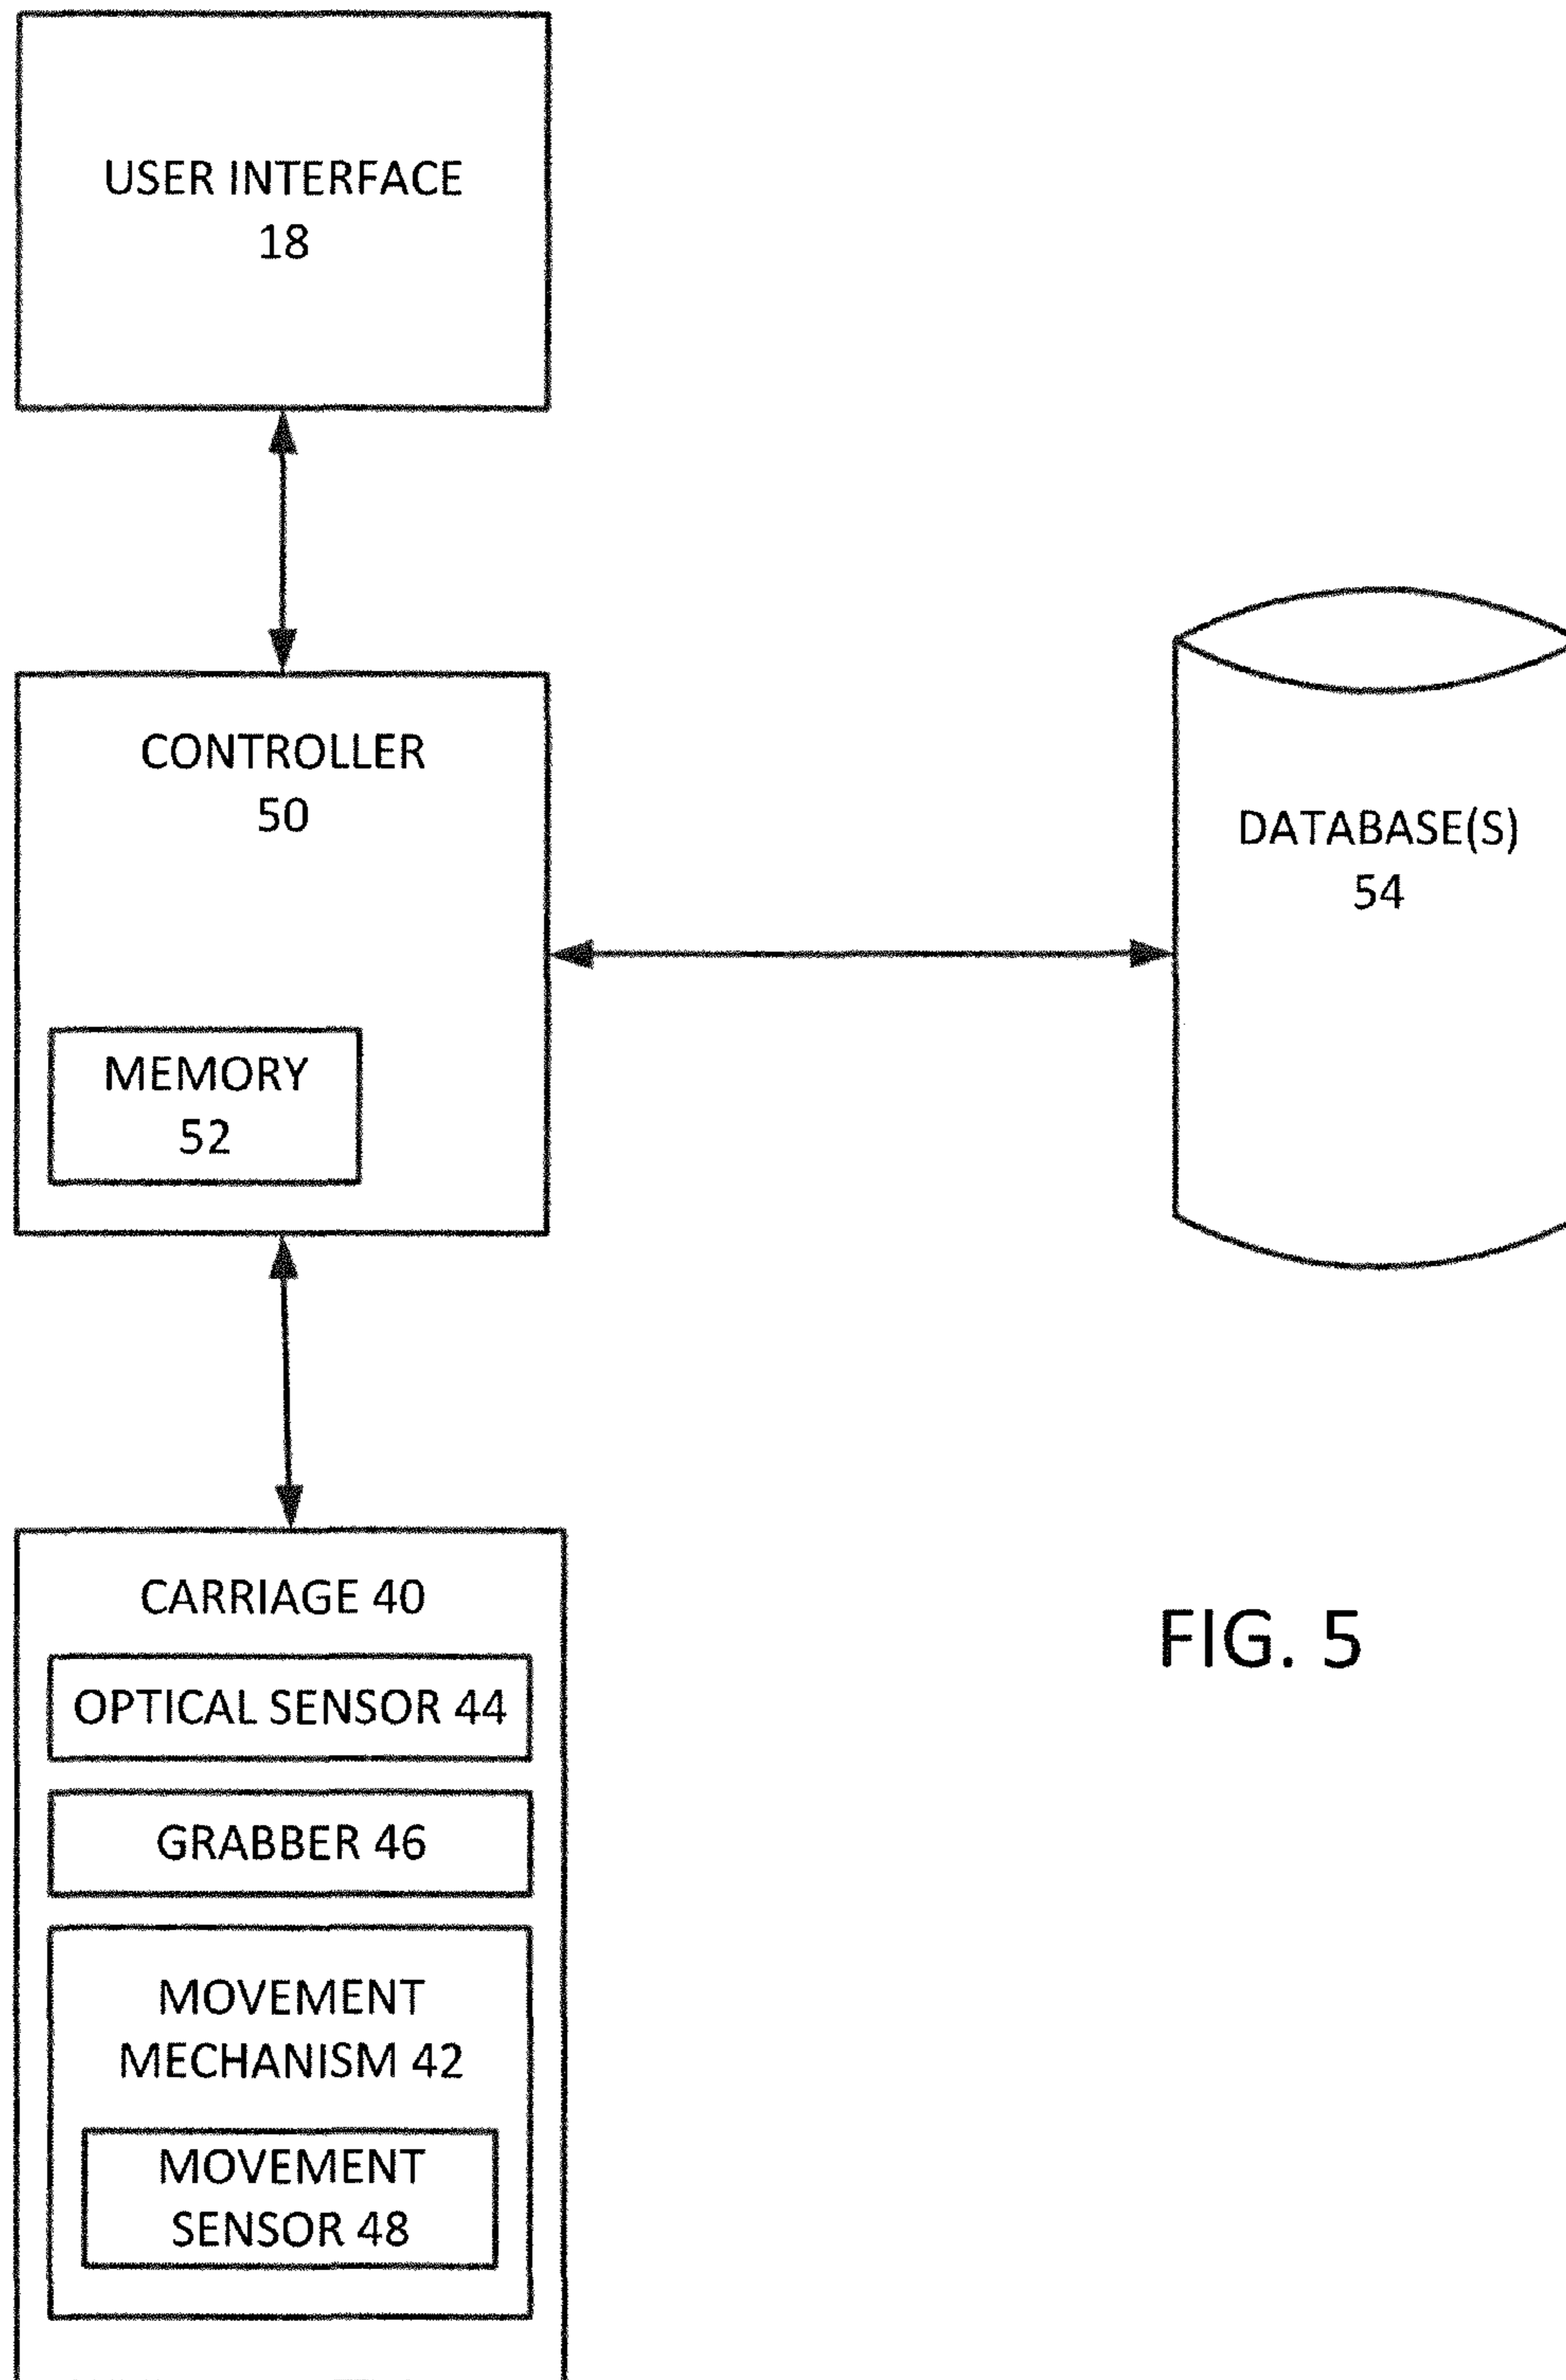 USER INTERFACE
18
CONTROLLER
50
MEMORY
52
DATABASE(S)
54
CARRIAGE 40
OPTICAL SENSOR 44
GRABBER 46
MOVEMENT
MECHANISM 42
MOVEMENT
SENSOR 48
FIG. 5